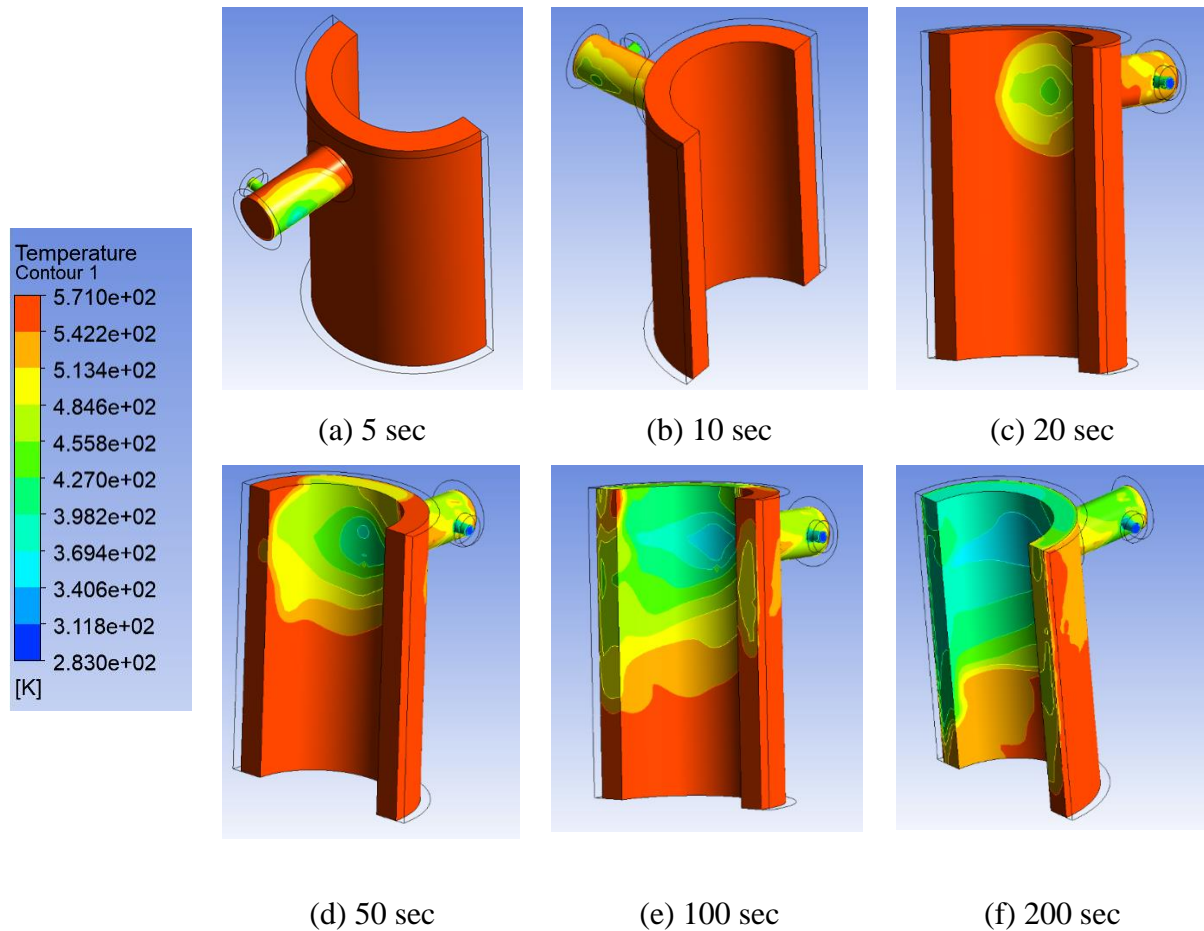 (a) 5 sec
(b) 10 sec
(c) 20 sec
Temperature
Contour 1
5.710e+02
5.422e+02
5.134e+02
4.846e+02
4.558e+02
4.270e+02
3.982e+02
3.694e+02
3.406e+02
3.118e+02
2.830e+02
[K]
(d) 50 sec
(e) 100 sec
(f) 200 sec